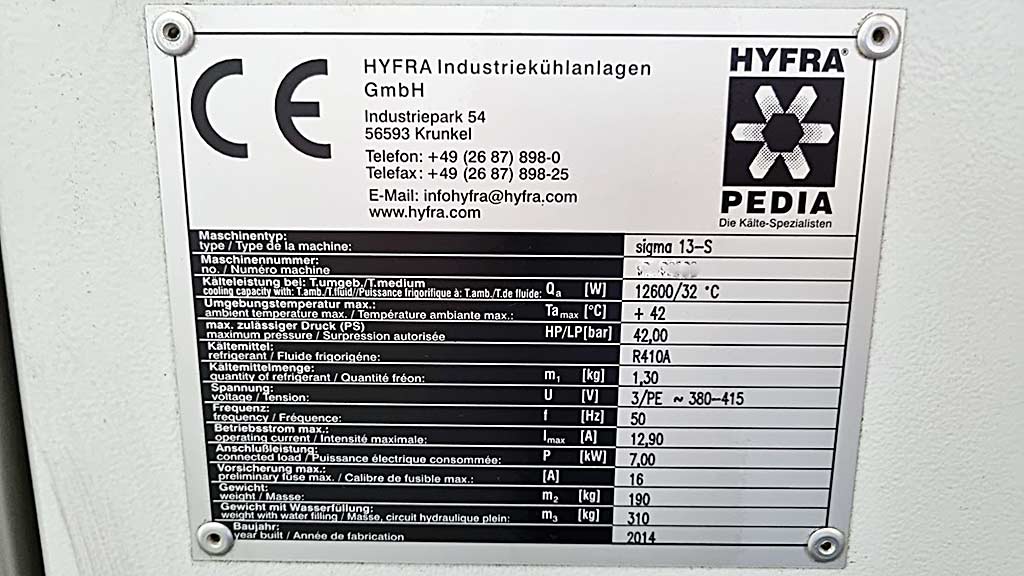 CE
HYFRA Industriekühlanlagen
GmbH
Industriepark 54
56593 Krunkel
Telefon: +49 (26 87) 898-0
Telefax: +49 (26 87) 898-25
E-Mail: infohyfra@hyfra.com
www.hyfra.com
HYFRA®
PEDIA
Die Kälte-Spezialisten
Maschinentyp:
type / Type de la machine: sigma 13-S
Maschinennummer:
no. / Numéro machine
Kälteleistung bei: T.umgeb./T.medium
cooling capacity with: T.amb./T.fluid//Puissance frigorifique à: T.amb./T.de fluide: Qa [W] 12600/32 °C
Umgebungstemperatur max.:
ambient temperature max. / Température ambiante max.: Ta max [°C] + 42
max. zulässiger Druck (PS)
maximum pressure / Surpression autorisée HP/LP[bar] 42,00
Kältemittel:
refrigerant / Fluide frigorigéne: R410A
Kältemittelmenge:
quantity of refrigerant / Quantité fréon: m1 [kg] 1,30
Spannung:
voltage / Tension: U [V] 3/PE ~ 380-415
Frequenz:
frequency / Fréquence: f [Hz] 50
Betriebsstrom max.:
operating current / Intensité maximale: Imax [A] 12,90
Anschlußleistung:
connected load / Puissance électrique consommée: P [kW] 7,00
Vorsicherung max.:
preliminary fuse max. / Calibre de fusible max.: [A] 16
Gewicht:
weight / Masse: m2 [kg] 190
Gewicht mit Wasserfüllung:
weight with water filling / Masse, circuit hydraulique plein: m3 [kg] 310
Baujahr:
year built / Année de fabrication 2014